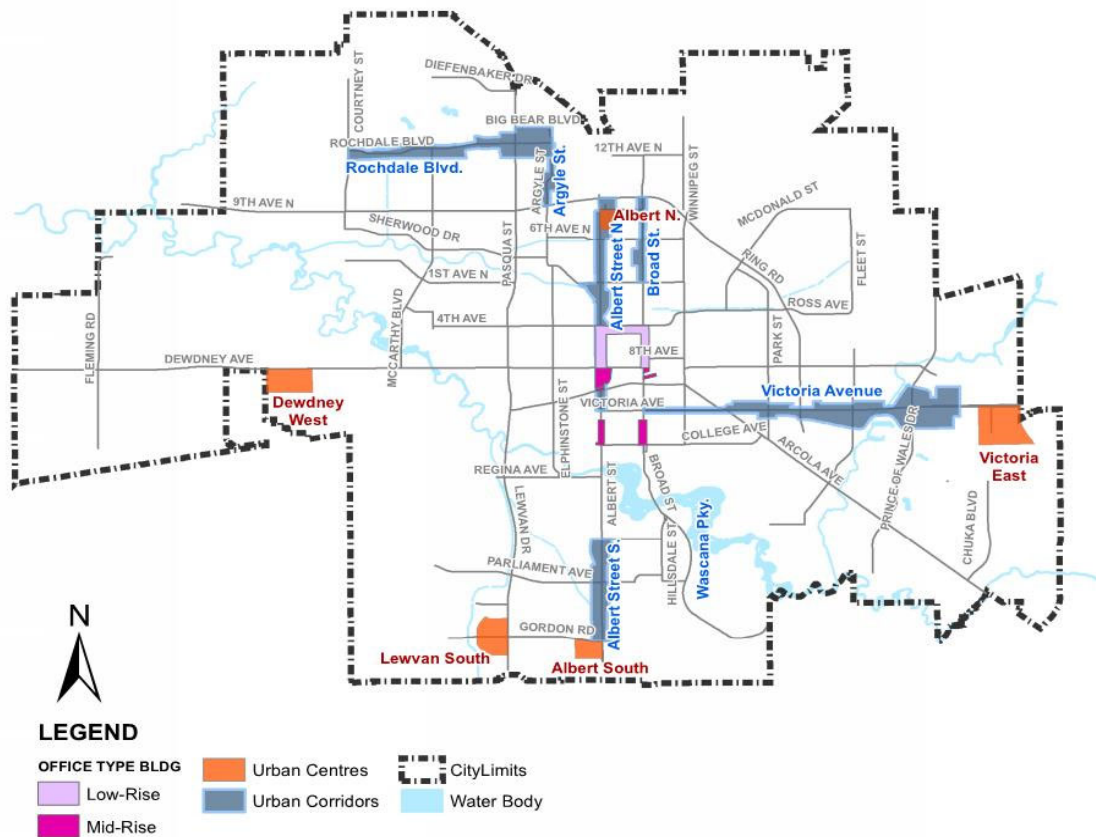 COURTNEY ST
DIEFENBAKER DR
BIG BEAR BLVD
ROCHDALE BLVD
12TH AVE N
Rochdale Blvd.
ARGYLE ST
Argyle St.
WINNIPEG ST
9TH AVE N
Albert N.
MCDONALD ST
SHERWOOD DR
6TH AVE N
PASQUA ST
Albert Street N.
Broad St.
RING RD
FLEET ST
1ST AVE N
ROSS AVE
4TH AVE
FLEMING RD
MCCARTHY BLVD
PARK ST
8TH AVE
DEWDNEY AVE
Dewdney
West
ELPHINSTONE ST
VICTORIA AVE
Victoria Avenue
COLLEGE AVE
ARCOLA AVE
PRINCE OF WALES DR
Victoria
East
REGINA AVE
LEWVAN DR
ALBERT ST
BROAD ST
HILLSDALE ST
Wascana Pky.
CHUKA BLVD
PARLIAMENT AVE
Albert Street S.
GORDON RD
Lewvan South
Albert South
N
LEGEND
OFFICE TYPE BLDG
Low-Rise
Mid-Rise
Urban Centres
Urban Corridors
CityLimits
Water Body